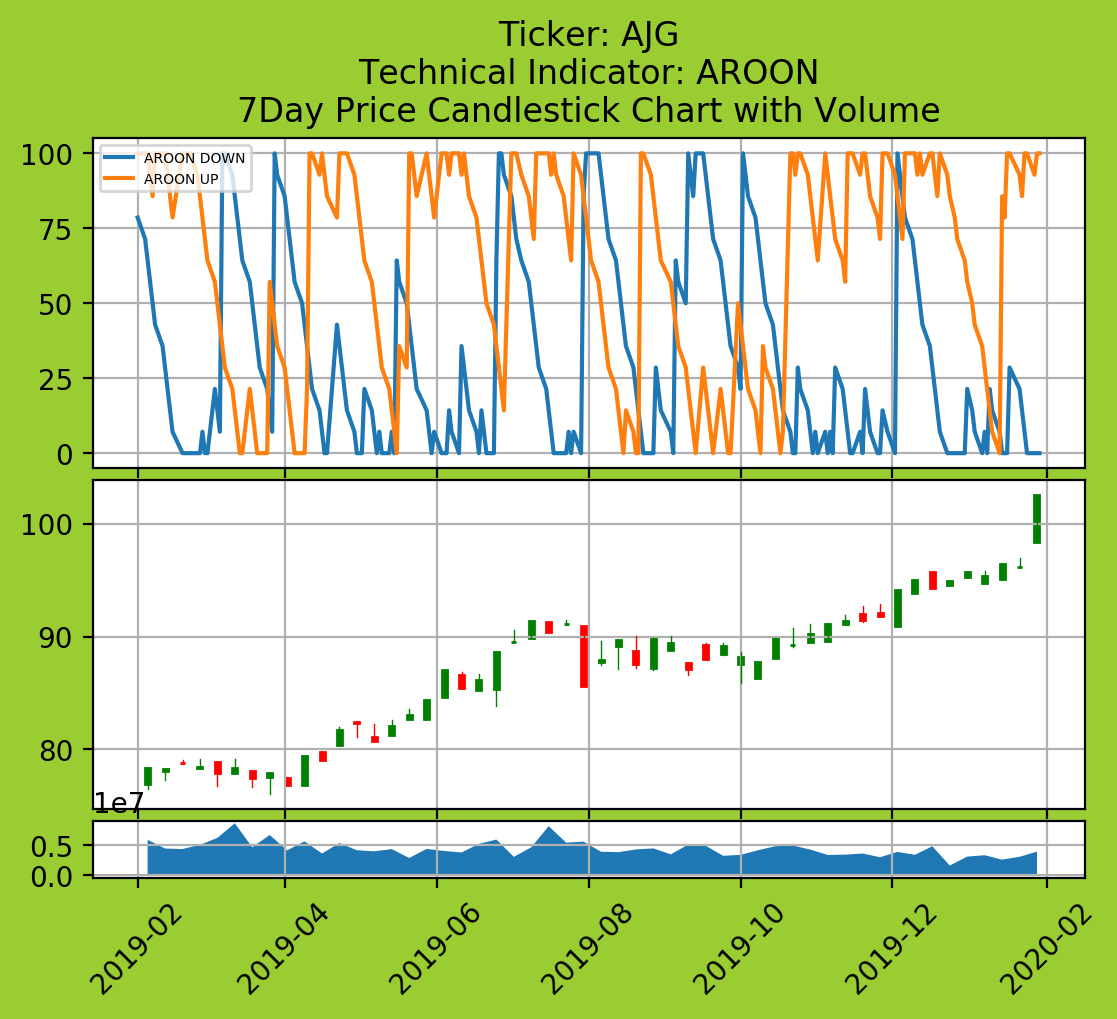 Ticker: AJG
Technical Indicator: AROON
7Day Price Candlestick Chart with Volume
100
75
50
25
0
AROON DOWN
AROON UP
100
90
80
1e7
0.5
0.0
2019-02
2019-04
2019-06
2019-08
2019-10
2019-12
2020-02